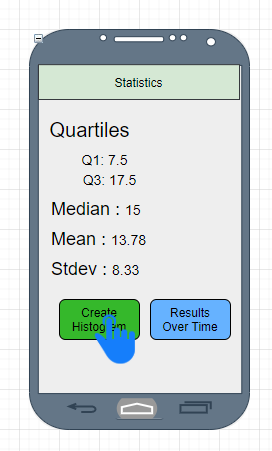 Statistics
Quartiles
Q1: 7.5
Q3: 17.5
Median : 15
Mean : 13.78
Stdev : 8.33
Create
Results
Over Time